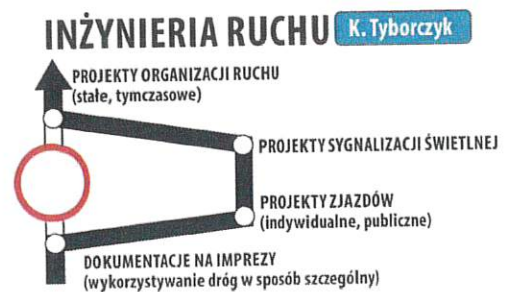 INŻYNIERIA RUCHU K. Tyborczyk
PROJEKTY ORGANIZACJI RUCHU
(stałe, tymczasowe)
PROJEKTY SYGNALIZACJI ŚWIETLNEJ
PROJEKTY ZJAZDÓW
(indywidualne, publiczne)
DOKUMENTACJE NA IMPREZY
(wykorzystywanie dróg w sposób szczególny)